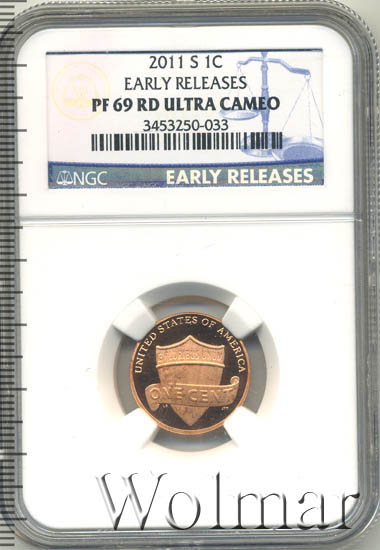 2011 S 1C
EARLY RELEASES
PF 69 RD ULTRA CAMEO
3453250-033
NGC
EARLY RELEASES
UNITED STATES OF AMERICA
E PLURIBUS UNUM
ONE CENT
Wolmar